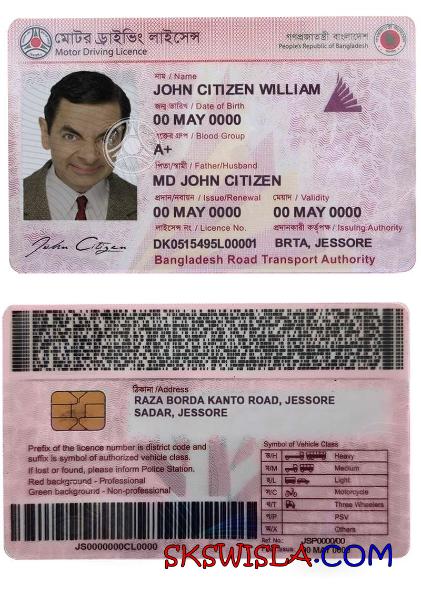 মোটর ড্রাইভিং লাইসেন্স
Motor Driving Licence
গণপ্রজাতন্ত্রী বাংলাদেশ
People's Republic of Bangladesh
নাম / Name
JOHN CITIZEN WILLIAM
জন্ম তারিখ / Date of Birth
00 MAY 0000
রক্তের গ্রুপ / Blood Group
A+
পিতা/স্বামী / Father/Husband
MD JOHN CITIZEN
প্রদান/নবায়ন / Issue/Renewal মেয়াদ / Validity
00 MAY 0000 00 MAY 0000
লাইসেন্স নং / Licence No. প্রদানকারী কর্তৃপক্ষ / Issuing Authority
DK0515495L00001 BRTA, JESSORE
John Citizen
Bangladesh Road Transport Authority
ঠিকানা /Address
RAZA BORDA KANTO ROAD, JESSORE
SADAR, JESSORE
Prefix of the licence number is district code and
suffix is symbol of authorized vehicle class.
If lost or found, please inform Police Station.
Red background - Professional
Green background - Non-Professional
Symbol of Vehicle Class
/H Heavy
/M Medium
/L Light
/C Motorcycle
/T Three Wheelers
/P PSV
/X Others
Ref. No.: JSP0000/00
Issue 00 MAY 0000
JS0000000CL0000
SKSWISLA.COM